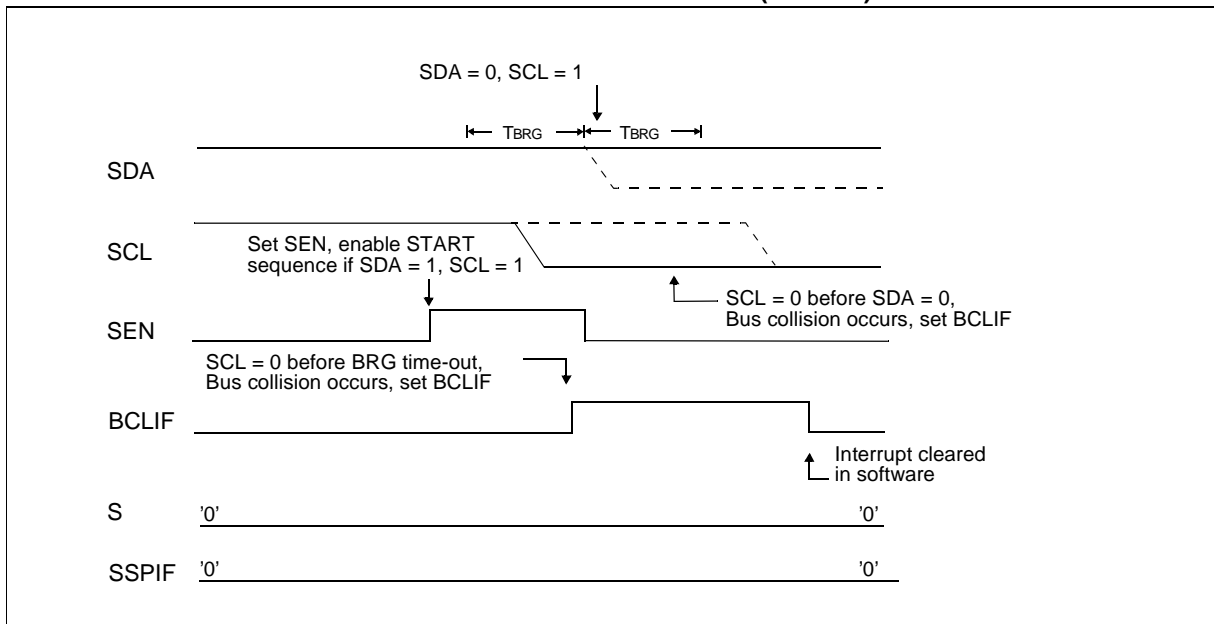 SDA = 0, SCL = 1
TBRG TBRG
SDA
SCL
Set SEN, enable START
sequence if SDA = 1, SCL = 1
SCL = 0 before SDA = 0,
Bus collision occurs, set BCLIF
SEN
SCL = 0 before BRG time-out,
Bus collision occurs, set BCLIF
BCLIF
Interrupt cleared
in software
S '0' '0'
SSPIF '0' '0'